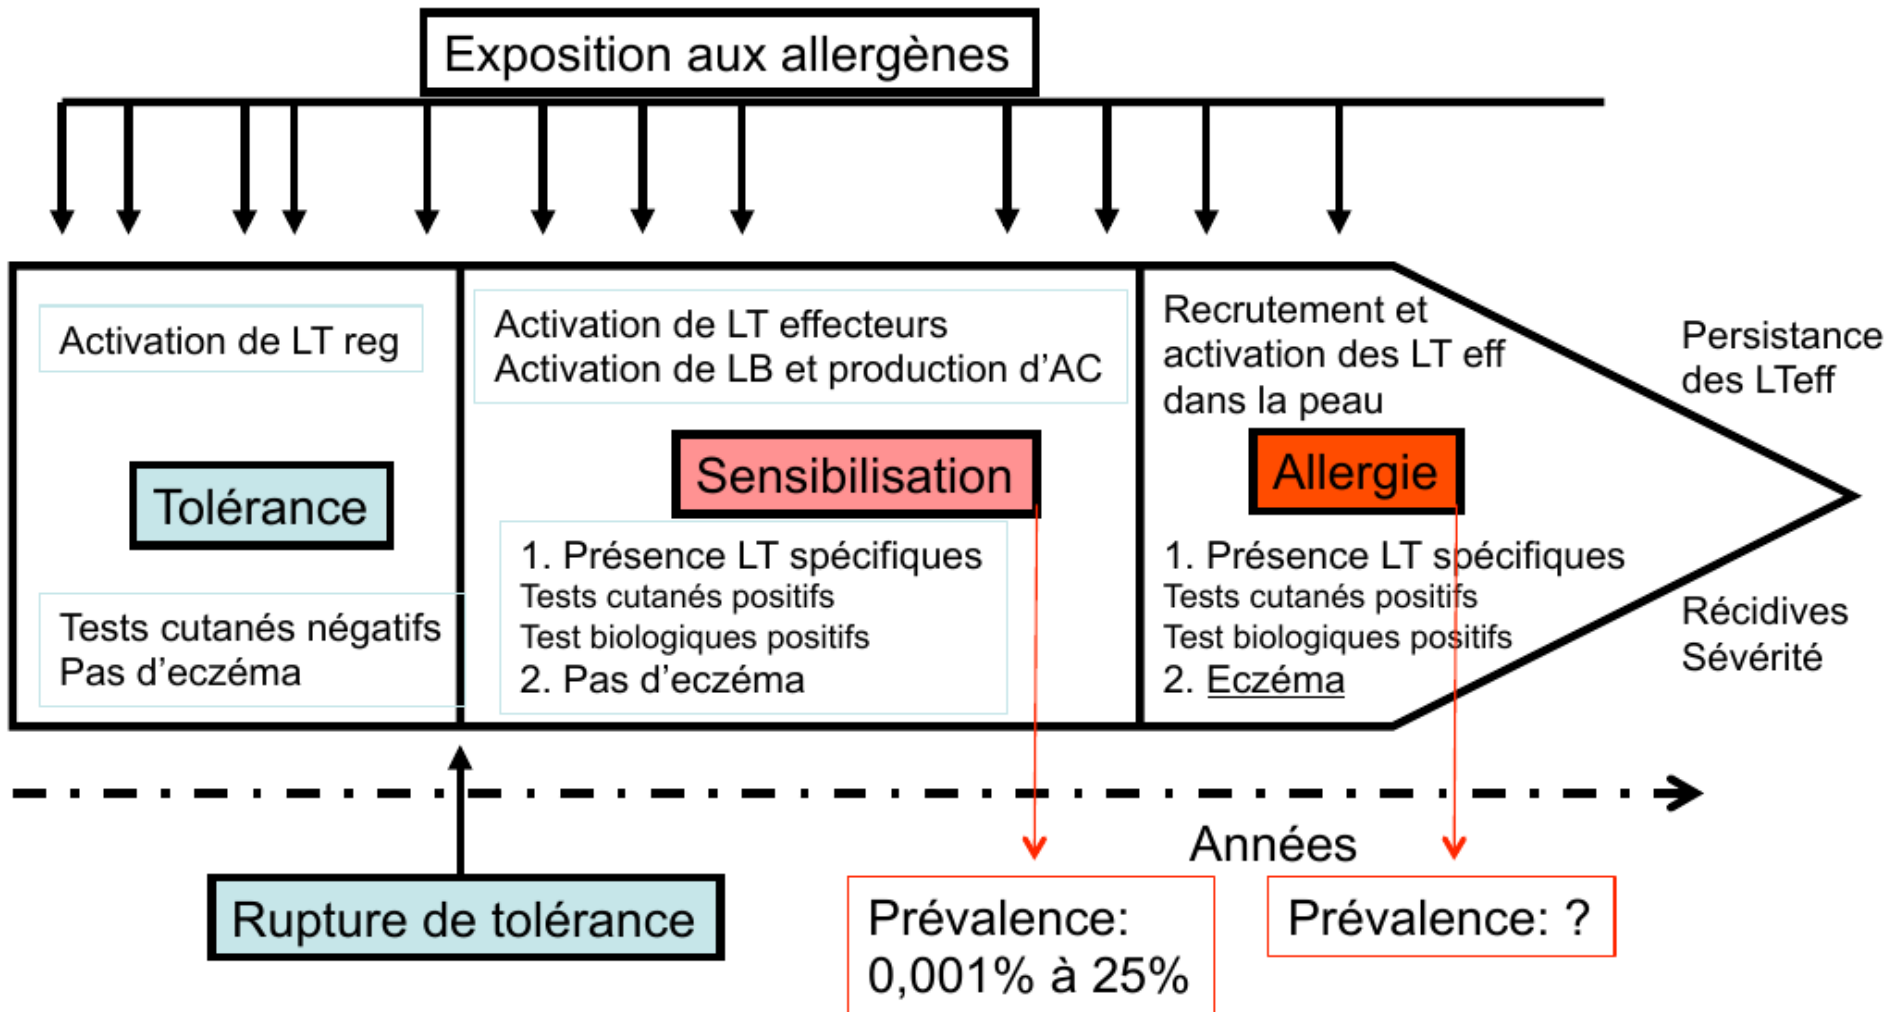 Exposition aux allergènes
Activation de LT reg
Tolérance
Tests cutanés négatifs
Pas d'eczéma
Activation de LT effecteurs
Activation de LB et production d'AC
Sensibilisation
1. Présence LT spécifiques
Tests cutanés positifs
Test biologiques positifs
2. Pas d'eczéma
Recrutement et
activation des LT eff
dans la peau
Allergie
1. Présence LT spécifiques
Tests cutanés positifs
Test biologiques positifs
2. Eczéma
Persistance
des LTeff
Récidives
Sévérité
Années
Rupture de tolérance
Prévalence:
0,001% à 25%
Prévalence: ?